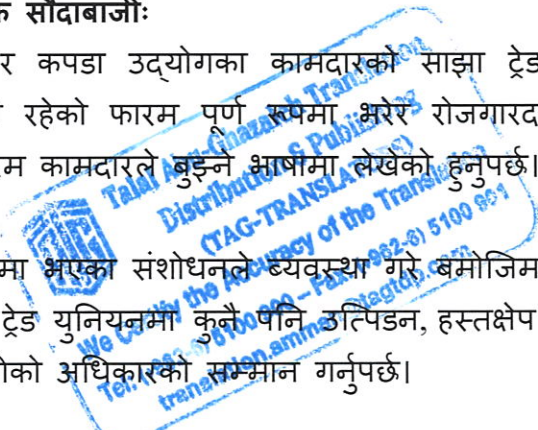 क सौदाबाजीः
र कपडा उद्योगका कामदारको साझा ट्रेड
रहेको फारम पूर्ण रूपमा भरेर रोजगारद
म कामदारले बुझ्ने भाषामा लेखेको हुनुपर्छ।
मा भएका संशोधनले ब्यवस्था गरे बमोजिम
ट्रेड युनियनमा कुनै पनि उत्पिडन, हस्तक्षेप
ोको अधिकारको सम्मान गर्नुपर्छ।
Talal Abu-Ghazaleh Translation
Distribution & Publishing
(TAG-TRANSLATORS)
We Certify the Accuracy of the Translation